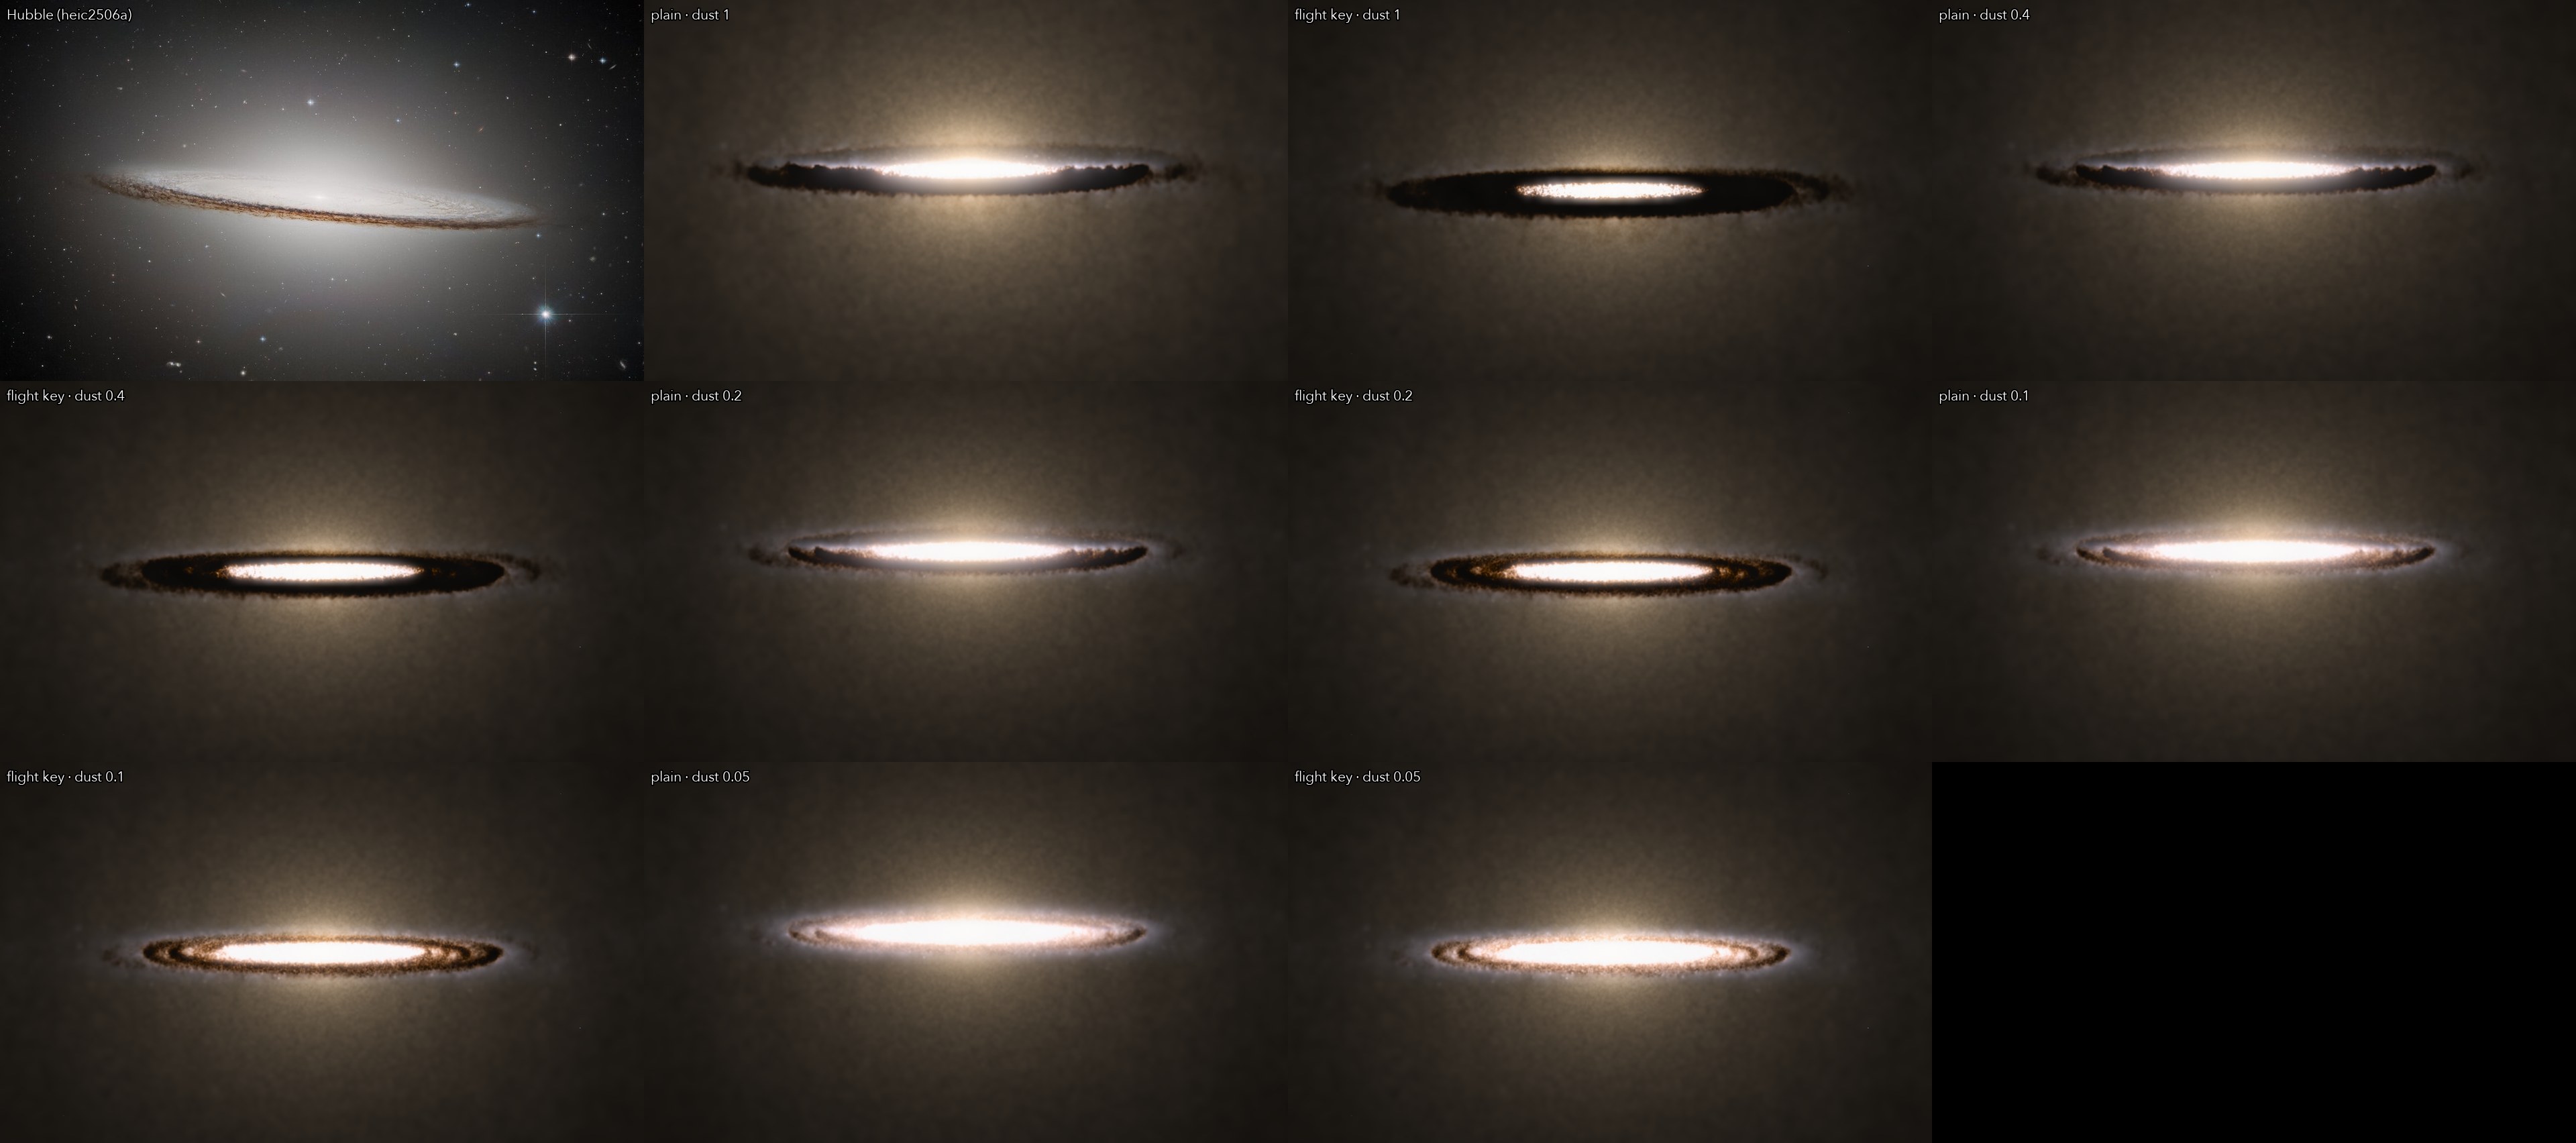 Hubble (heic2506a)
plain · dust 1
flight key · dust 1
plain · dust 0.4
flight key · dust 0.4
plain · dust 0.2
flight key · dust 0.2
plain · dust 0.1
flight key · dust 0.1
plain · dust 0.05
flight key · dust 0.05